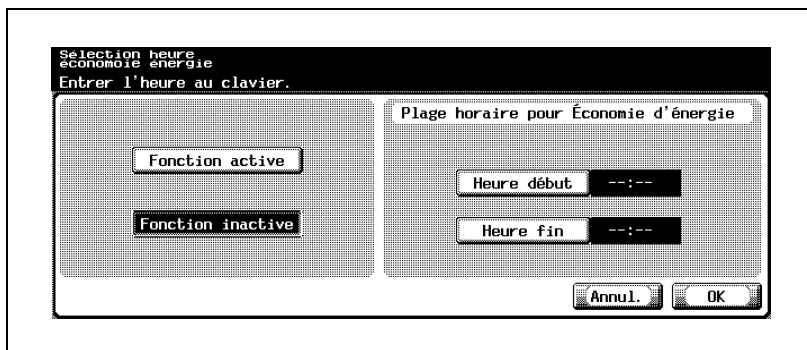 Sélection heure
économoie énergie
Entrer l'heure au clavier.
Plage horaire pour Économie d'énergie
Fonction active
Heure début --:--
Fonction inactive
Heure fin --:--
Annul. OK